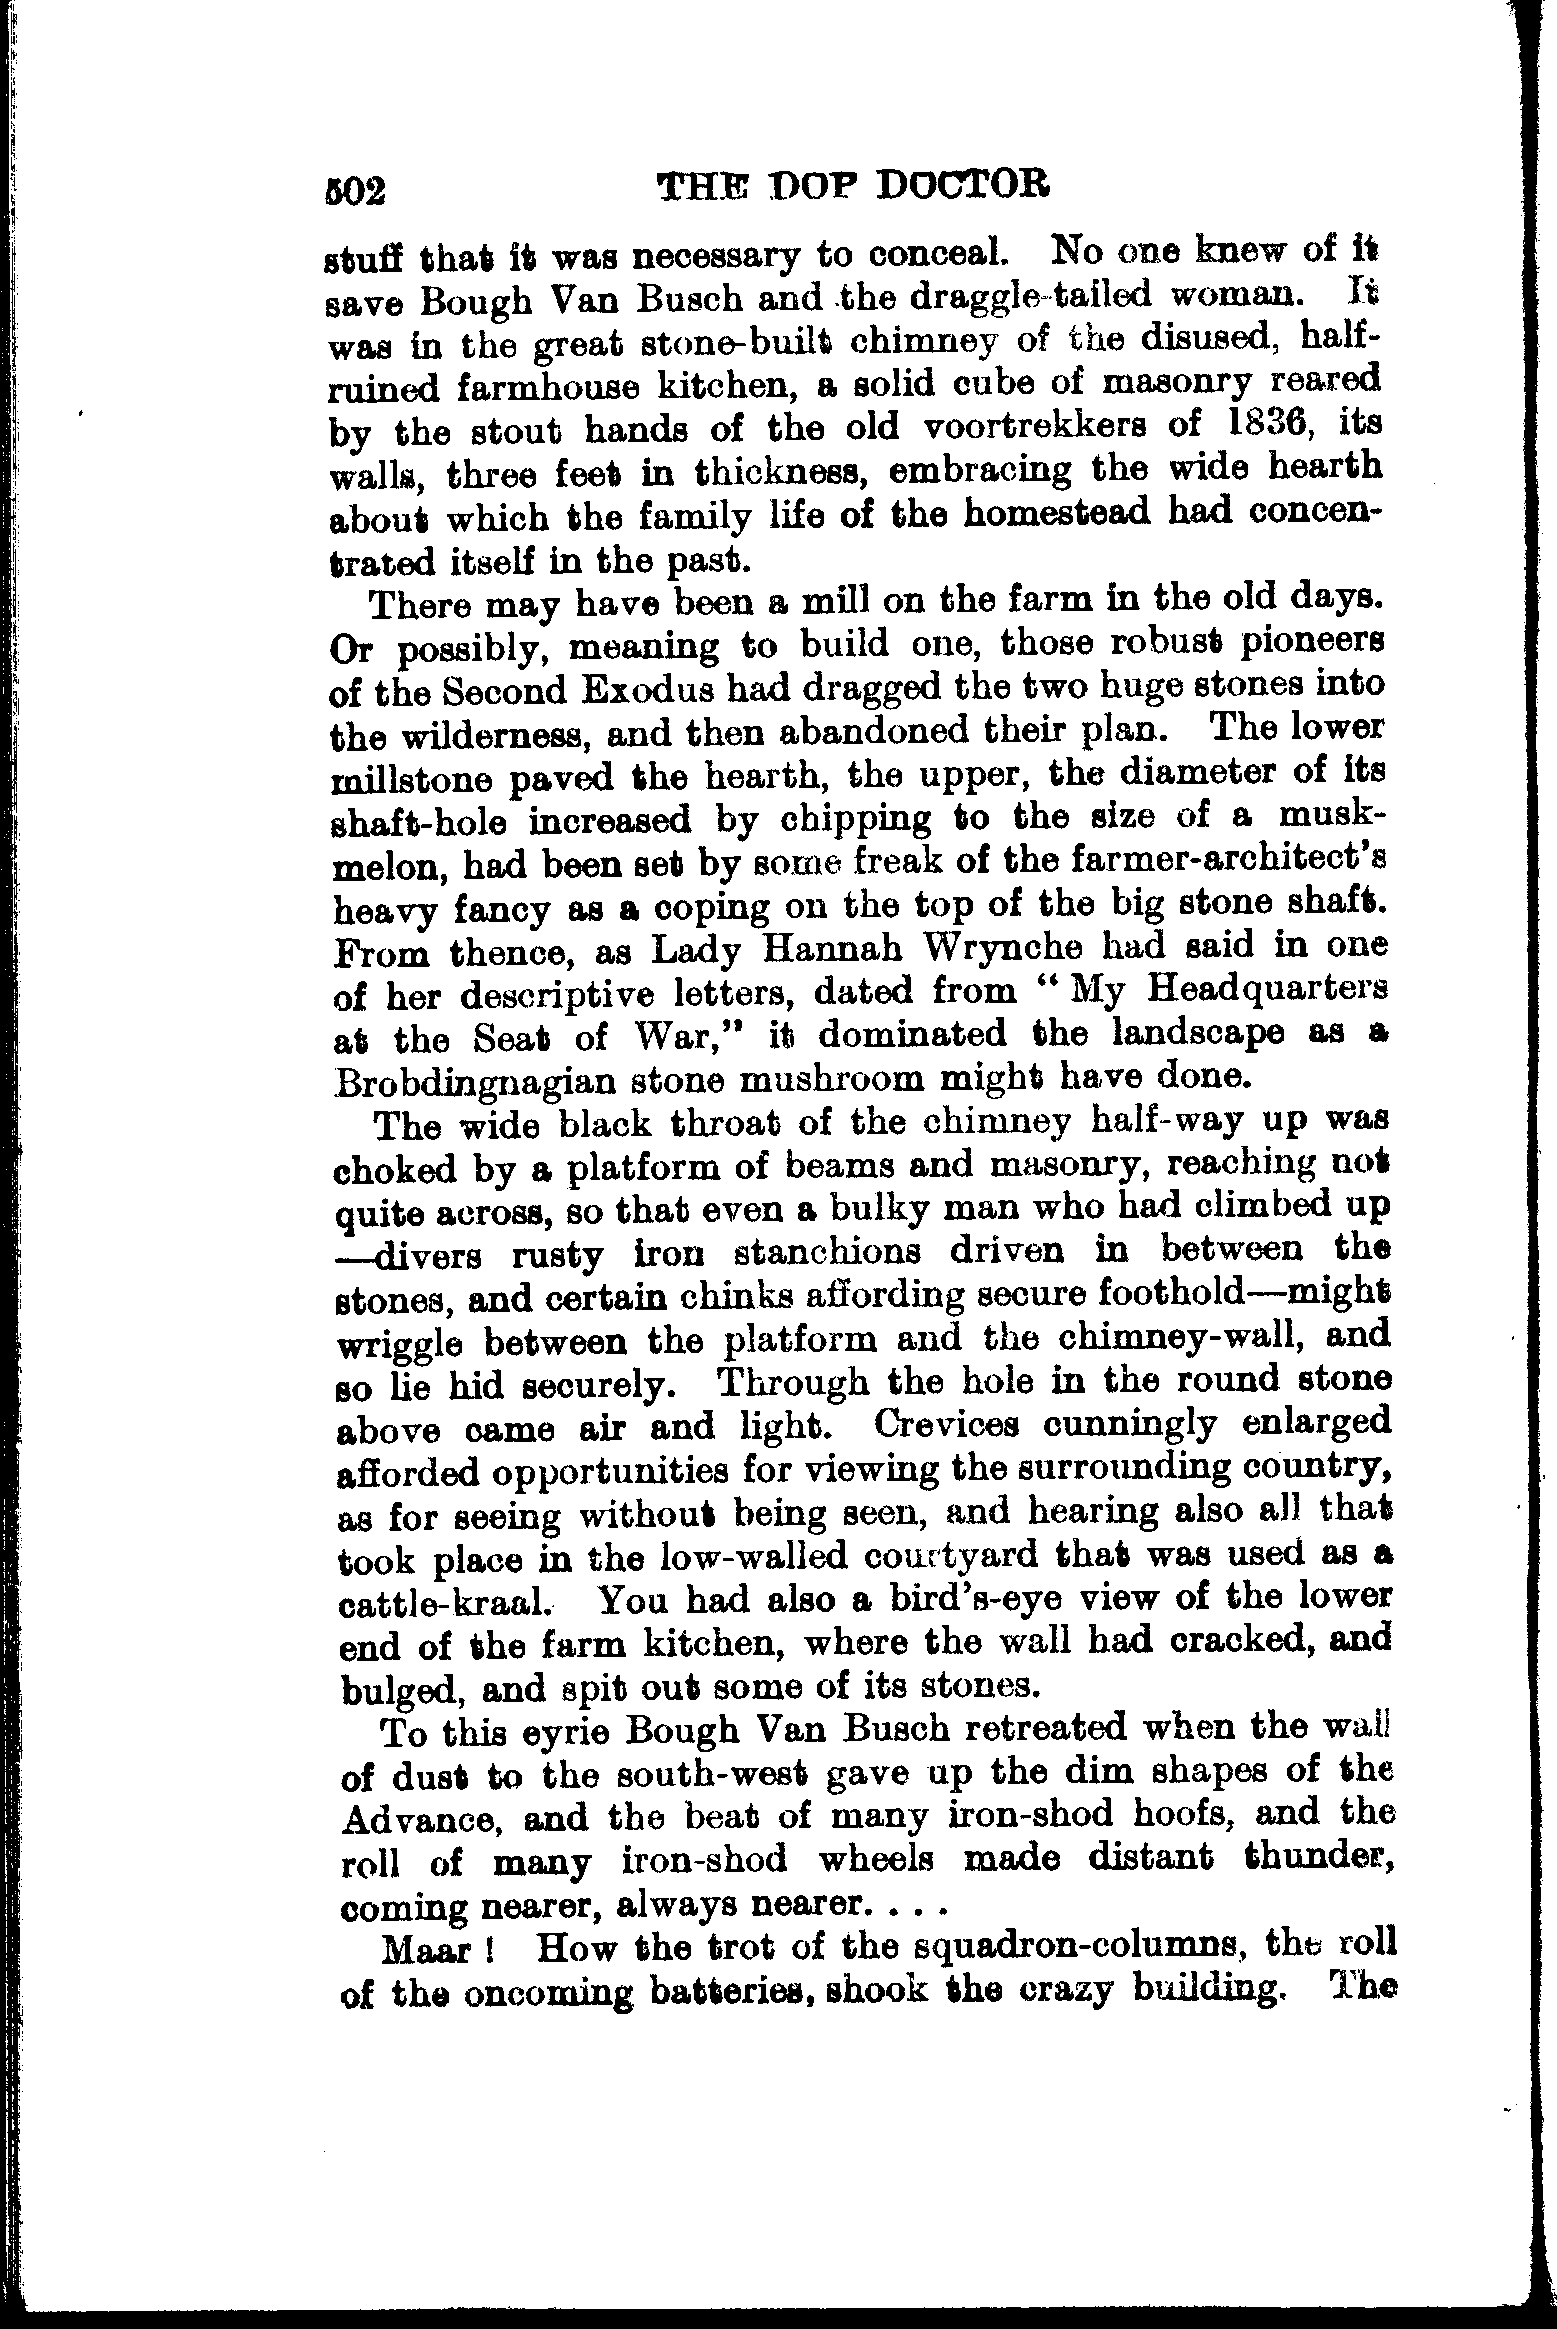 502 THE DOP DOCTOR
stuff that it was necessary to conceal. No one knew of it
save Bough Van Busch and the draggle-tailed woman. It
was in the great stone-built chimney of the disused, half-
ruined farmhouse kitchen, a solid cube of masonry reared
by the stout hands of the old voortrekkers of 1836, its
walls, three feet in thickness, embracing the wide hearth
about which the family life of the homestead had concen-
trated itself in the past.
There may have been a mill on the farm in the old days.
Or possibly, meaning to build one, those robust pioneers
of the Second Exodus had dragged the two huge stones into
the wilderness, and then abandoned their plan. The lower
millstone paved the hearth, the upper, the diameter of its
shaft-hole increased by chipping to the size of a musk-
melon, had been set by some freak of the farmer-architect's
heavy fancy as a coping on the top of the big stone shaft.
From thence, as Lady Hannah Wrynche had said in one
of her descriptive letters, dated from “ My Headquarters
at the Seat of War,” it dominated the landscape as a
Brobdingnagian stone mushroom might have done.
The wide black throat of the chimney half-way up was
choked by a platform of beams and masonry, reaching not
quite across, so that even a bulky man who had climbed up
—divers rusty iron stanchions driven in between the
stones, and certain chinks affording secure foothold—might
wriggle between the platform and the chimney-wall, and
so lie hid securely. Through the hole in the round stone
above came air and light. Crevices cunningly enlarged
afforded opportunities for viewing the surrounding country,
as for seeing without being seen, and hearing also all that
took place in the low-walled courtyard that was used as a
cattle-kraal. You had also a bird's-eye view of the lower
end of the farm kitchen, where the wall had cracked, and
bulged, and spit out some of its stones.
To this eyrie Bough Van Busch retreated when the wall
of dust to the south-west gave up the dim shapes of the
Advance, and the beat of many iron-shod hoofs, and the
roll of many iron-shod wheels made distant thunder,
coming nearer, always nearer. . . .
Maar ! How the trot of the squadron-columns, the roll
of the oncoming batteries, shook the crazy building. The